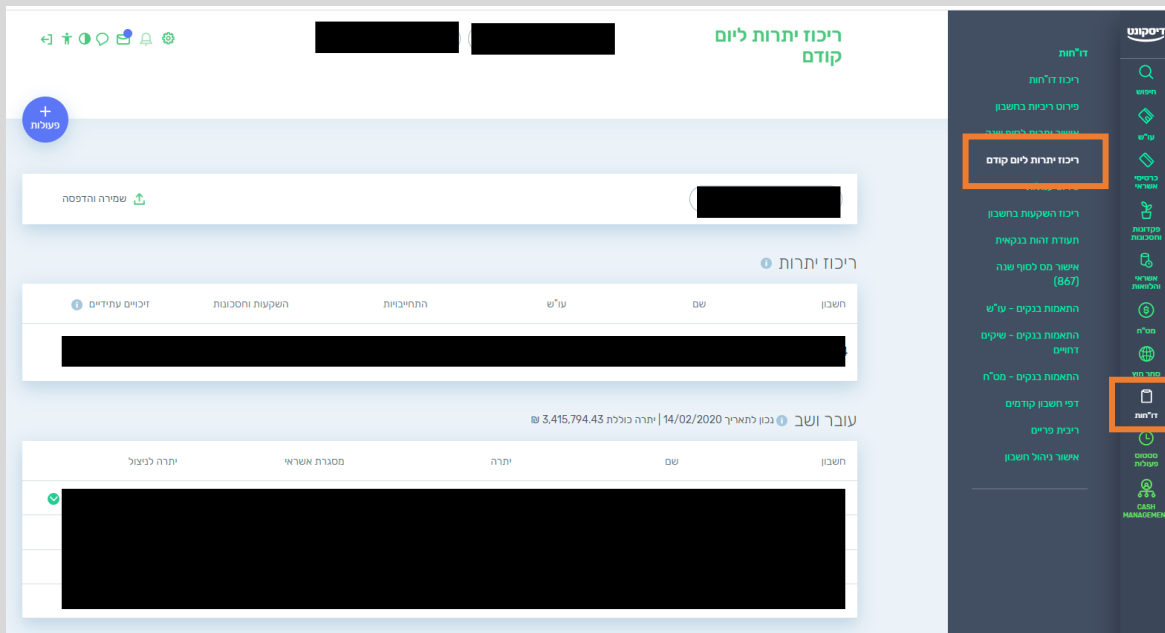 דיסקונט
חיפוש
עו"ש
כרטיסי
אשראי
פקדונות
וחסכונות
אשראי
והלוואות
מט"ח
סחר חוץ
דו"חות
סטטוס
פעולות
CASH
MANAGEMEN
דו"חות
ריכוז דו"חות
פירוט ריביות בחשבון
אישור יתרות לסוף שנה
ריכוז יתרות ליום קודם
ריכוז השקעות בחשבון
תעודת זהות בנקאית
אישור מס לסוף שנה
(867)
התאמות בנקים - עו"ש
התאמות בנקים - שיקים
דחויים
התאמות בנקים - מט"ח
דפי חשבון קודמים
ריבית פריים
אישור ניהול חשבון
ריכוז יתרות ליום
קודם
פעולות
שמירה והדפסה
ריכוז יתרות
חשבון שם עו"ש התחייבויות השקעות וחסכונות זיכויים עתידיים
עובר ושב נכון לתאריך 14/02/2020 | יתרה כוללת 3,415,794.43 ₪
חשבון שם יתרה מסגרת אשראי יתרה לניצול